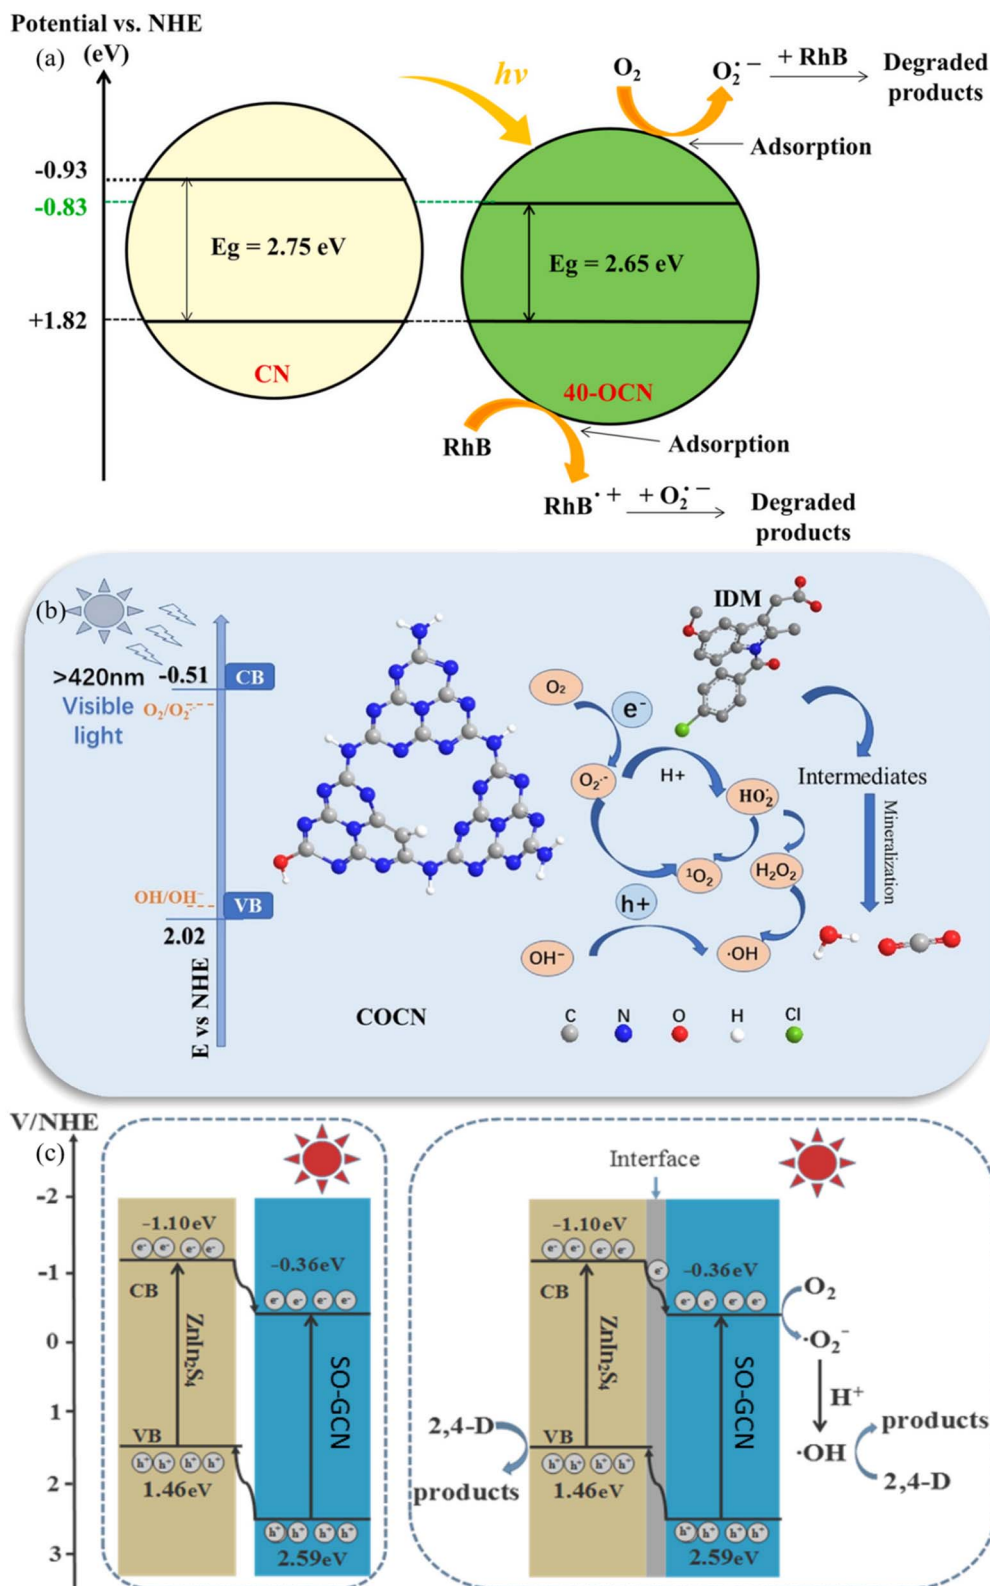 Potential vs. NHE
(a) (eV)
hν
O₂ O₂·⁻ + RhB Degraded
products
Adsorption
-0.93
-0.83
Eg = 2.75 eV
Eg = 2.65 eV
+1.82
CN
40-OCN
RhB
Adsorption
RhB·+ + O₂·⁻ Degraded
products
(b)
IDM
>420nm -0.51 CB
Visible
light
O₂/O₂⁻
O₂
e⁻
O₂·⁻
H+
HO₂·
Intermediates
Mineralization
¹O₂
H₂O₂
OH/OH⁻
VB
2.02
h+
OH⁻
·OH
E vs NHE
COCN
C N O H Cl
V/NHE
(c)
Interface
-2
-1
0
1
2
3
-1.10eV
e⁻ e⁻ e⁻ e⁻
-0.36eV
e⁻ e⁻ e⁻ e⁻
CB
ZnIn₂S₄
SO-GCN
VB
h⁺ h⁺ h⁺ h⁺
1.46eV
h⁺ h⁺ h⁺ h⁺
2.59eV
-1.10eV
e⁻ e⁻ e⁻ e⁻
e⁻
-0.36eV
e⁻ e⁻ e⁻ e⁻
CB
ZnIn₂S₄
SO-GCN
O₂
·O₂⁻
H⁺
·OH
products
2,4-D
2,4-D
products
VB
h⁺ h⁺ h⁺ h⁺
1.46eV
h⁺ h⁺ h⁺ h⁺
2.59eV